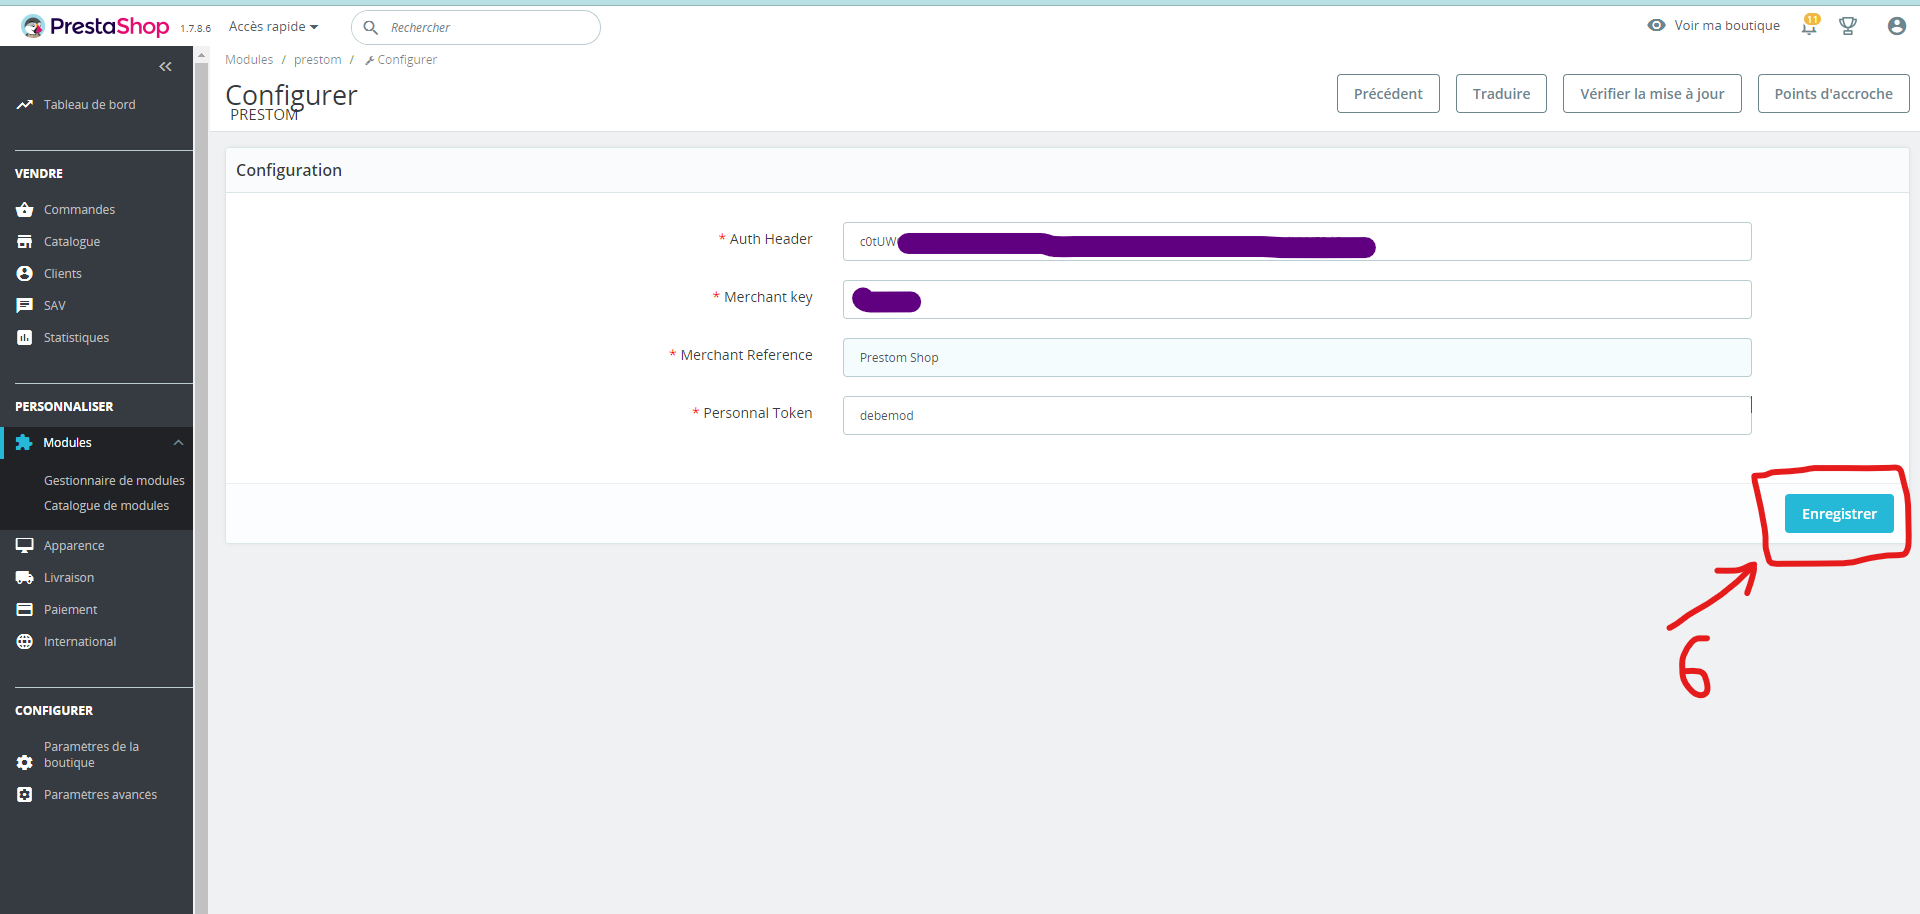 PrestaShop 1.7.8.6 Accès rapide Rechercher Voir ma boutique 11
Modules / prestom / Configurer
Configurer
PRESTOM
Précédent Traduire Vérifier la mise à jour Points d'accroche
Tableau de bord
VENDRE
Commandes
Catalogue
Clients
SAV
Statistiques
PERSONNALISER
Modules
Gestionnaire de modules
Catalogue de modules
Apparence
Livraison
Paiement
International
CONFIGURER
Paramètres de la
boutique
Paramètres avancés
Configuration
* Auth Header c0tUW
* Merchant key
* Merchant Reference Prestom Shop
* Personnal Token debemod
Enregistrer
6